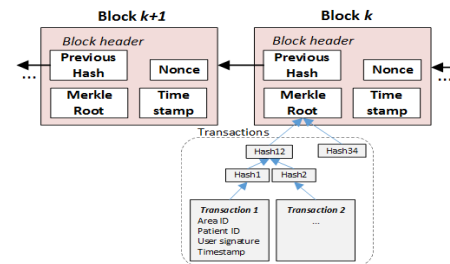 Block k+1
Block k
Block header
Previous
Hash
Nonce
Merkle
Root
Time
stamp
Block header
Previous
Hash
Nonce
Merkle
Root
Time
stamp
...
...
Transactions
Hash12
Hash34
Hash1
Hash2
Transaction 1
Area ID
Patient ID
User signature
Timestamp
Transaction 2
...